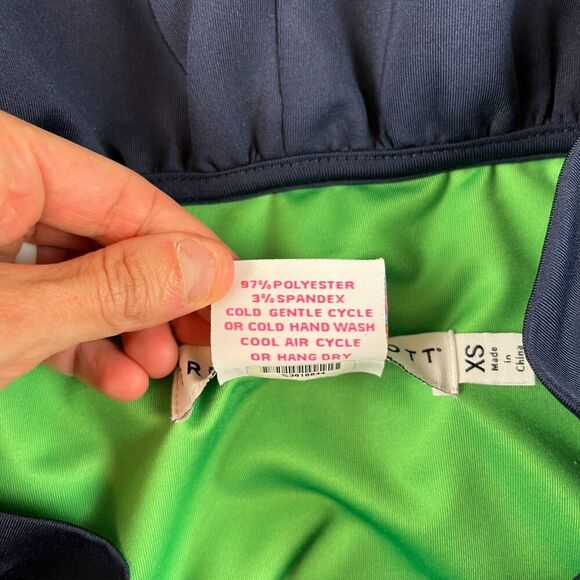 97% POLYESTER
3% SPANDEX
COLD GENTLE CYCLE
OR COLD HAND WASH
COOL AIR CYCLE
OR HANG DRY
XS
Made
in
China